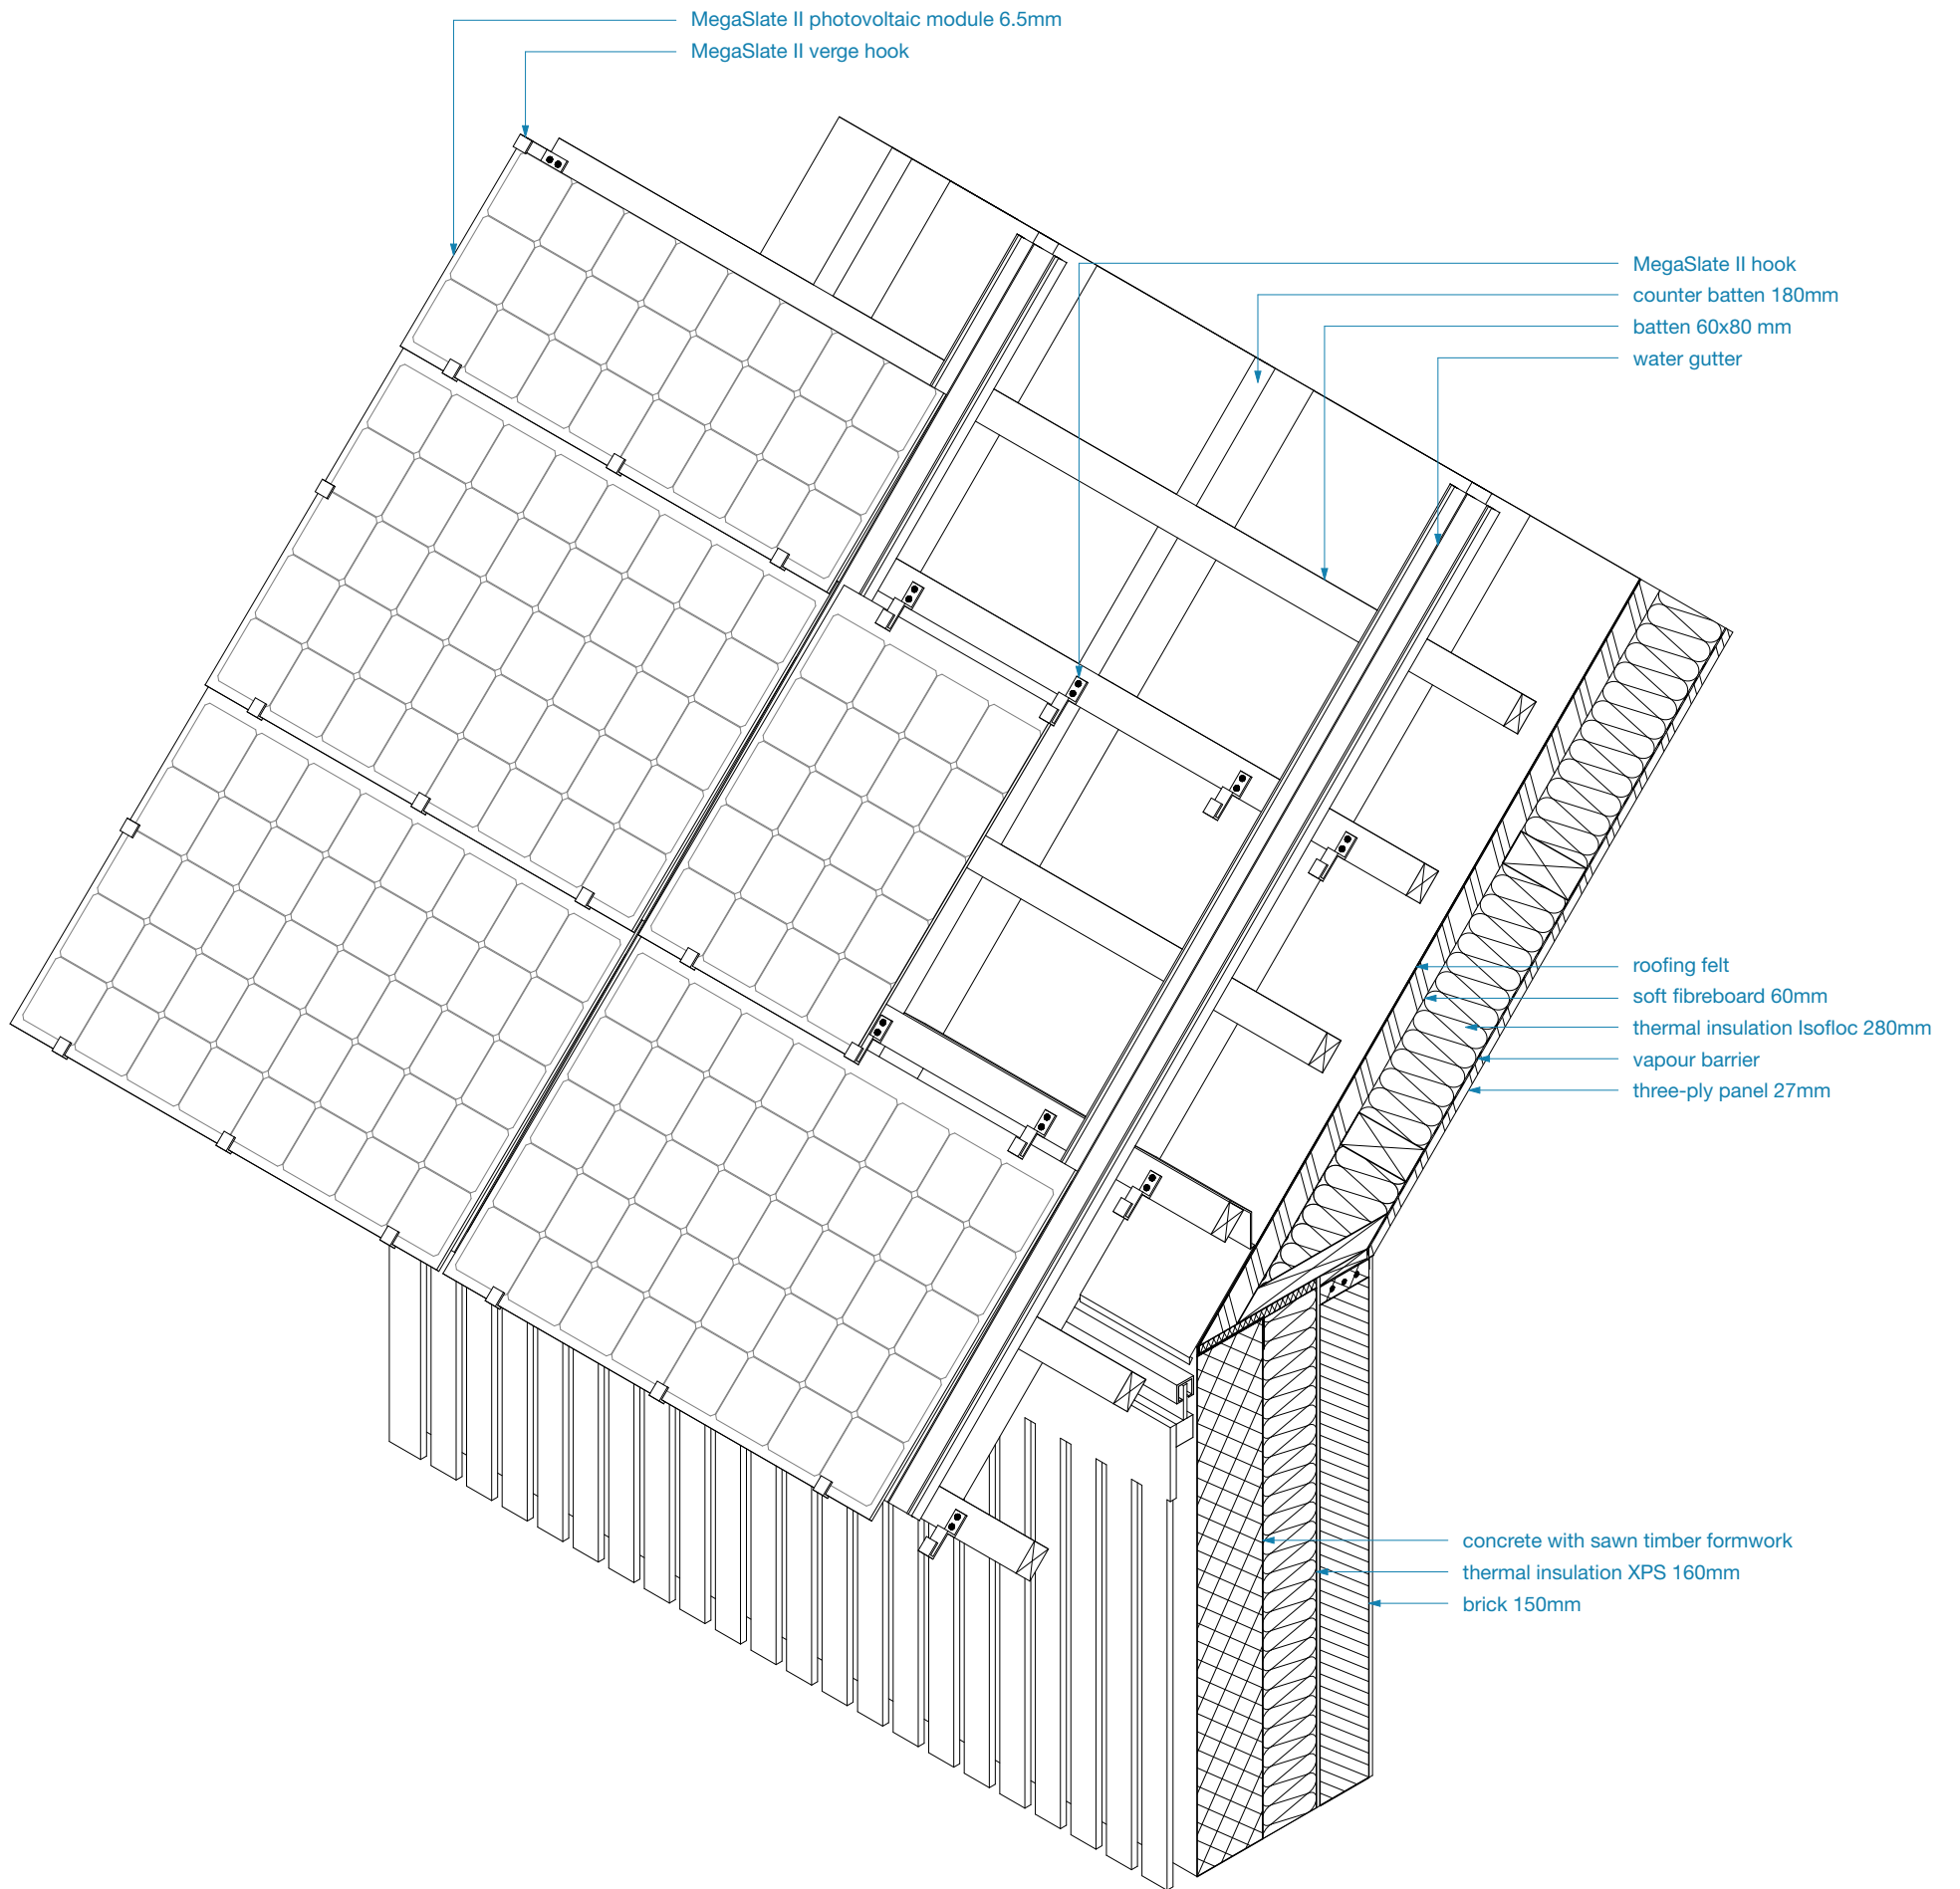 MegaSlate II photovoltaic module 6.5mm
MegaSlate II verge hook
MegaSlate II hook
counter batten 180mm
batten 60x80 mm
water gutter
roofing felt
soft fibreboard 60mm
thermal insulation Isofloc 280mm
vapour barrier
three-ply panel 27mm
concrete with sawn timber formwork
thermal insulation XPS 160mm
brick 150mm